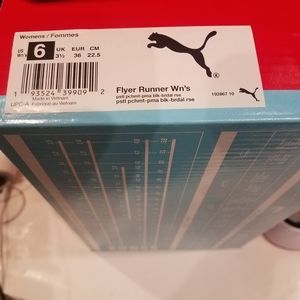 Womens / Femmes
US Wn's 6 UK 3½ EUR 36 CM 22.5
1 93524 39909 2
Made in Vietnam
UPC-A Fabriqué au Vietnam
PUMA
Flyer Runner Wn's
pstl pchmt-pma blk-brdal rse
pstl pchmt-pma blk-brdal rse
192867 10